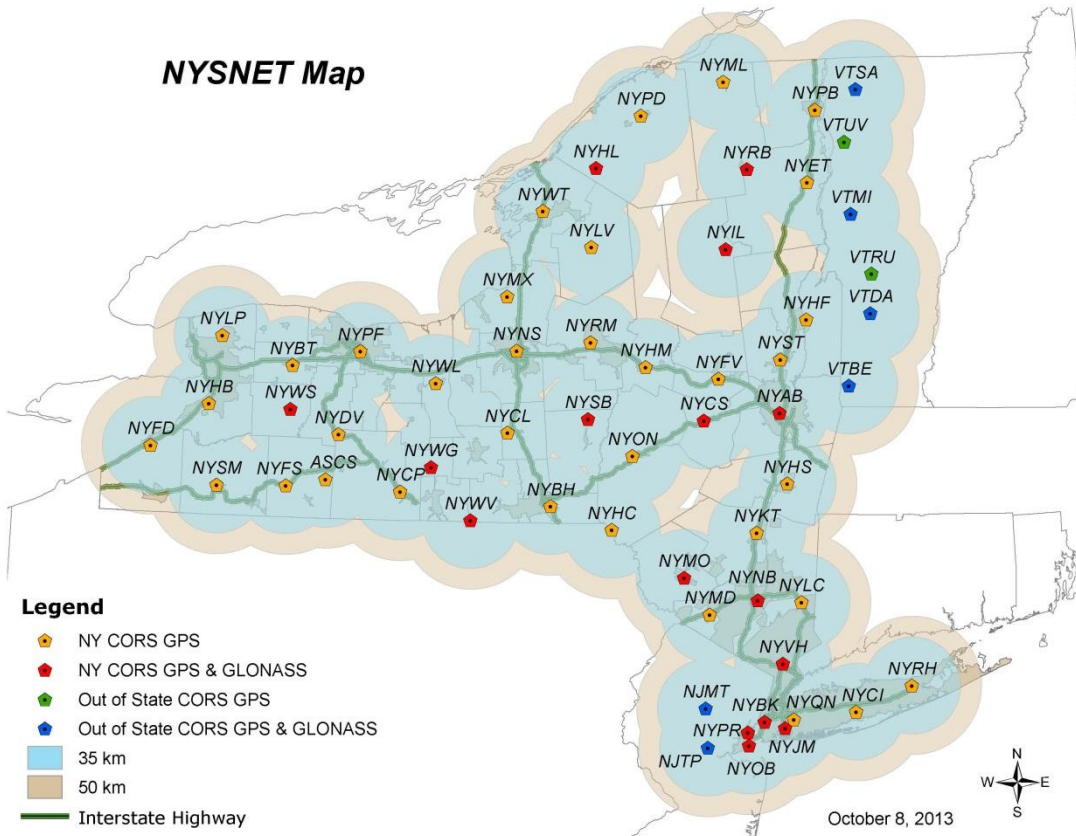 NYSNET Map
NYML
VTSA
NYPD
NYPB
VTUV
NYHL
NYRB
NYET
NYWT
VTMI
NYLV
NYIL
VTRU
NYMX
VTDA
NYLP
NYHF
NYBT
NYPF
NYNS
NYRM
NYST
NYHM
NYWL
NYFV
VTBE
NYHB
NYWS
NYAB
NYSB
NYCS
NYFD
NYDV
NYCL
NYON
NYSM
NYFS
ASCS
NYWG
NYCP
NYHS
NYWV
NYBH
NYHC
NYKT
NYMO
NYNB
NYLC
NYMD
NYVH
NYRH
NJMT
NYBK
NYQN
NYCI
NYPR
NYJM
NJTP
NYOB
Legend
NY CORS GPS
NY CORS GPS & GLONASS
Out of State CORS GPS
Out of State CORS GPS & GLONASS
35 km
50 km
Interstate Highway
N
W E
S
October 8, 2013